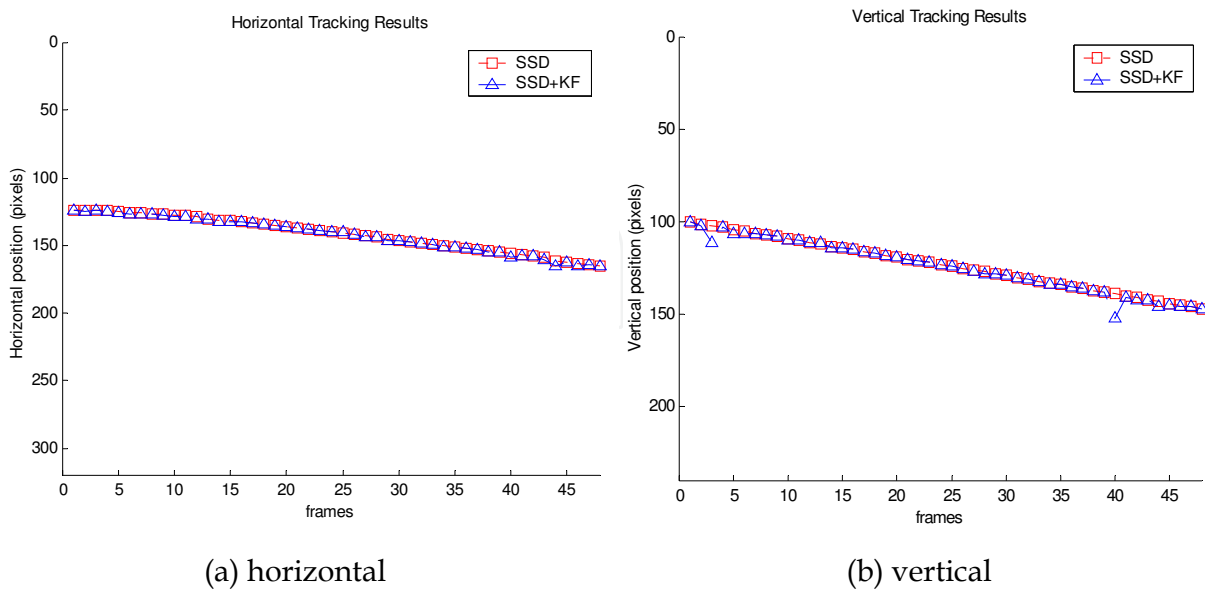 Horizontal Tracking Results
SSD
SSD+KF
0
50
100
150
200
250
300
Horizontal position (pixels)
0 5 10 15 20 25 30 35 40 45
frames
(a) horizontal
Vertical Tracking Results
SSD
SSD+KF
0
50
100
150
200
Vertical position (pixels)
0 5 10 15 20 25 30 35 40 45
frames
(b) vertical